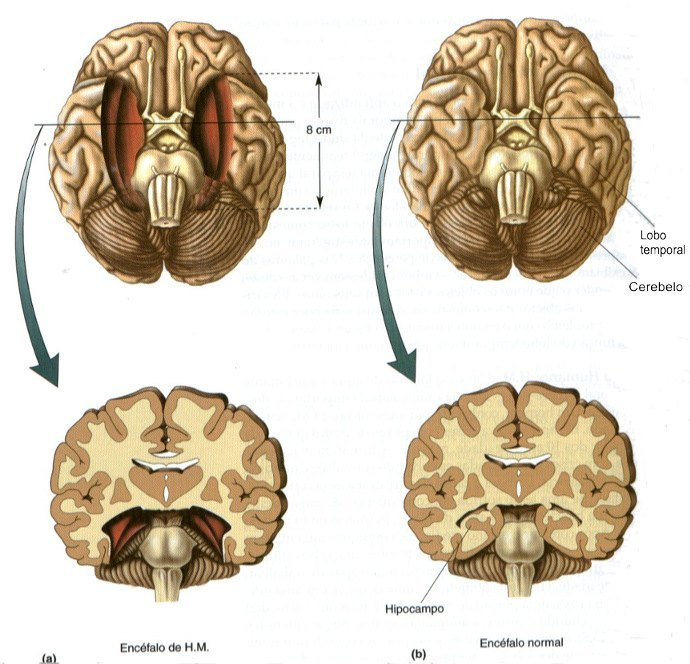 8 cm
Lobo
temporal
Cerebelo
Hipocampo
Encéfalo de H.M.
(a)
Encéfalo normal
(b)